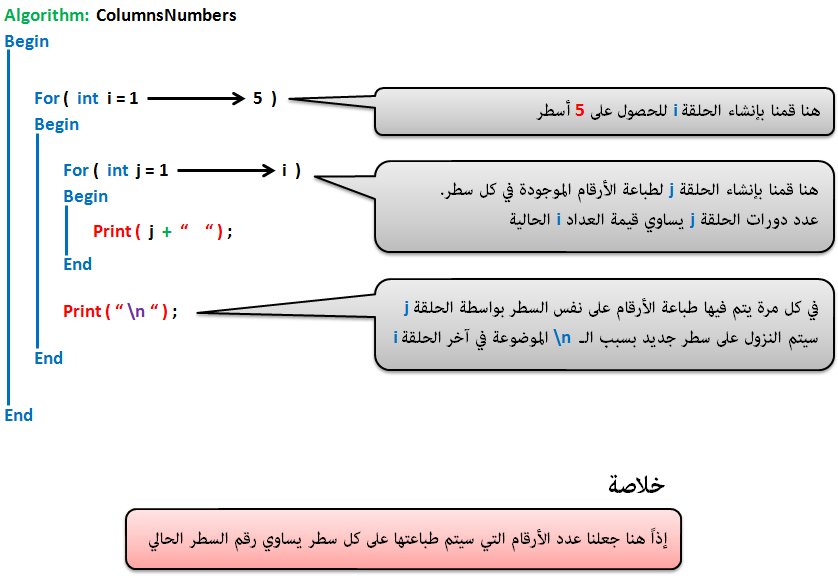 Algorithm: ColumnsNumbers
Begin
For ( int i = 1 5 )
هنا قمنا بإنشاء الحلقة i للحصول على 5 أسطر
Begin
For ( int j = 1 i )
هنا قمنا بإنشاء الحلقة j لطباعة الأرقام الموجودة في كل سطر.
عدد دورات الحلقة j يساوي قيمة العداد i الحالية
Begin
Print ( j + “ “ ) ;
End
Print ( “ \n “ ) ;
في كل مرة يتم فيها طباعة الأرقام على نفس السطر بواسطة الحلقة j
سيتم النزول على سطر جديد بسبب الـ \n الموضوعة في آخر الحلقة i
End
End
خلاصة
إذاً هنا جعلنا عدد الأرقام التي سيتم طباعتها على كل سطر يساوي رقم السطر الحالي